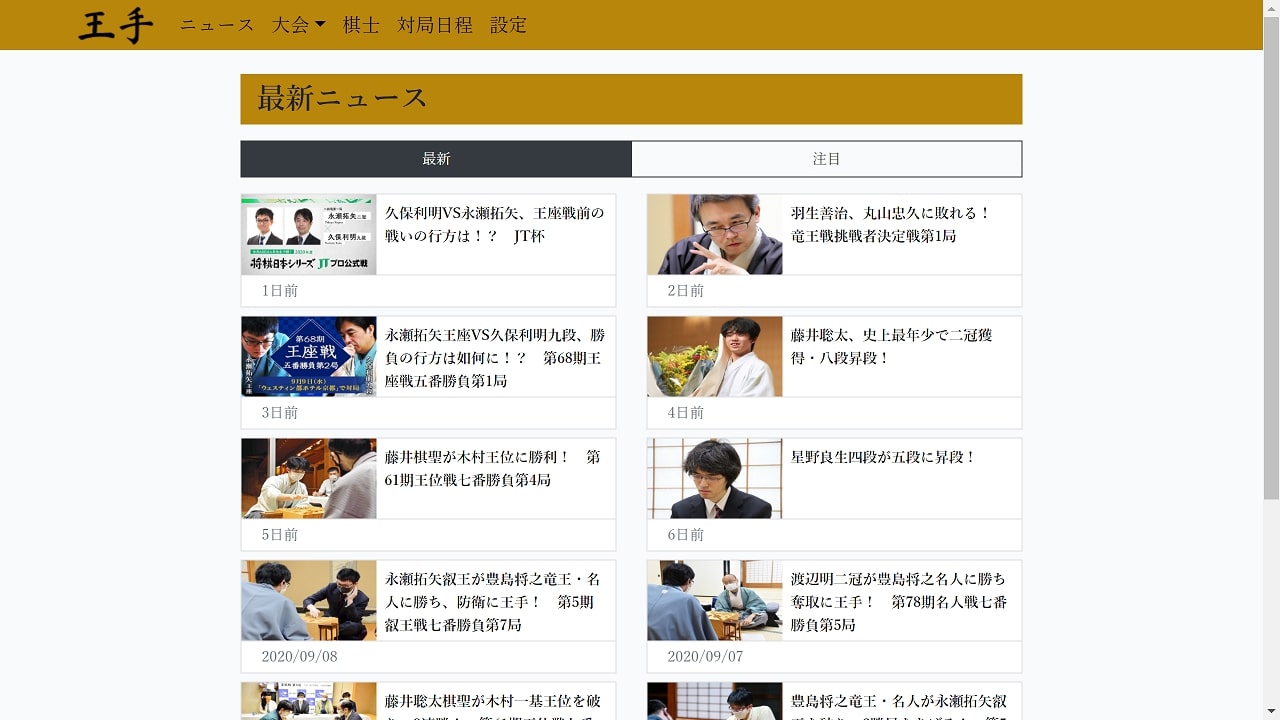 王手 ニュース 大会 棋士 対局日程 設定
最新ニュース
最新 注目
永瀬拓矢二冠
久保利明九段
将棋日本シリーズ JTプロ公式戦
久保利明VS永瀬拓矢、王座戦前の
戦いの行方は！？　JT杯
1日前
羽生善治、丸山忠久に敗れる！
竜王戦挑戦者決定戦第1局
2日前
第68期
王座戦
五番勝負第2局
9月9日(水)
「ウェスティン都ホテル京都」で対局
永瀬拓矢王座
永瀬拓矢王座VS久保利明九段、勝
負の行方は如何に！？　第68期王
座戦五番勝負第1局
3日前
藤井聡太、史上最年少で二冠獲
得・八段昇段！
4日前
藤井棋聖が木村王位に勝利！　第
61期王位戦七番勝負第4局
5日前
星野良生四段が五段に昇段！
6日前
永瀬拓矢叡王が豊島将之竜王・名
人に勝ち、防衛に王手！　第5期
叡王戦七番勝負第7局
2020/09/08
渡辺明二冠が豊島将之名人に勝ち
奪取に王手！　第78期名人戦七番
勝負第5局
2020/09/07
藤井聡太棋聖が木村一基王位を破
豊島将之竜王・名人が永瀬拓矢叡